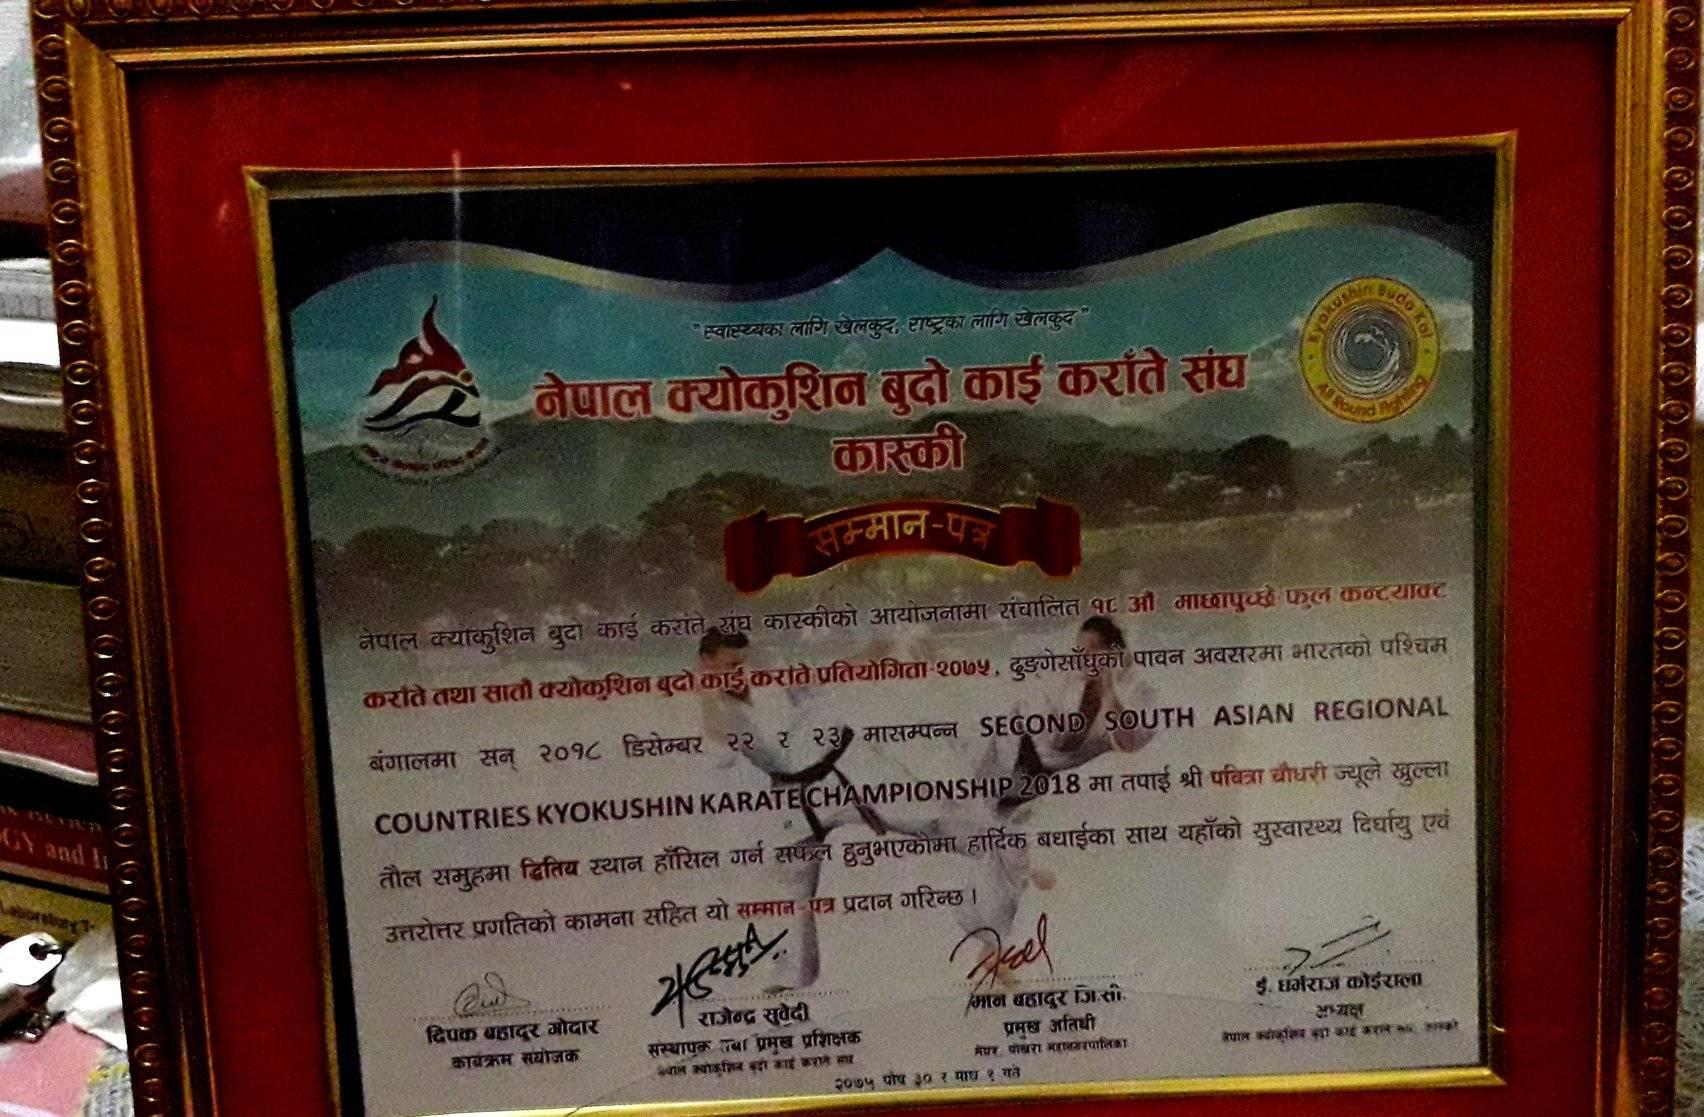 "स्वास्थ्यका लागि खेलकुद, राष्ट्रका लागि खेलकुद"
Kyokushin Budo Kai
All Round Fighting
नेपाल क्योकुशिन बुदो काई कराँते संघ
कास्की
सम्मान-पत्र
नेपाल क्योकुशिन बुदो काई कराँते संघ कास्कीको आयोजनामा संचालित १८ औ माछापुच्छ्रे फुल कन्टयाक्ट
कराँते तथा सातौ क्योकुशिन बुदो काई कराँते प्रतियोगिता-२०७५, ढुङ्गेसाँघुको पावन अवसरमा भारतको पश्चिम
बंगालमा सन् २०१८ डिसेम्बर २२ र २३ मासम्पन्न SECOND SOUTH ASIAN REGIONAL
COUNTRIES KYOKUSHIN KARATE CHAMPIONSHIP 2018 मा तपाई श्री पवित्रा चौधरी ज्यूले खुल्ला
तौल समुहमा द्वितिय स्थान हाँसिल गर्न सफल हुनुभएकोमा हार्दिक बधाईका साथ यहाँको सुस्वास्थ्य दिर्घायु एवं
उत्तरोत्तर प्रगतिको कामना सहित यो सम्मान-पत्र प्रदान गरिन्छ ।
दिपक बहादुर गोदार
कार्यक्रम संयोजक
राजेन्द्र सुवेदी
संस्थापक तथा प्रमुख प्रशिक्षक
नेपाल क्योकुशिन बुदो काई कराँते संघ
मान बहादुर जि.सी.
प्रमुख अतिथी
मेयर, पोखरा महानगरपालिका
ई. धर्मराज कोईराला
अध्यक्ष
नेपाल क्योकुशिन बुदो काई कराँते संघ, कास्की
२०७५ पोष ३० र माघ १ गते
GY and
Laboratory